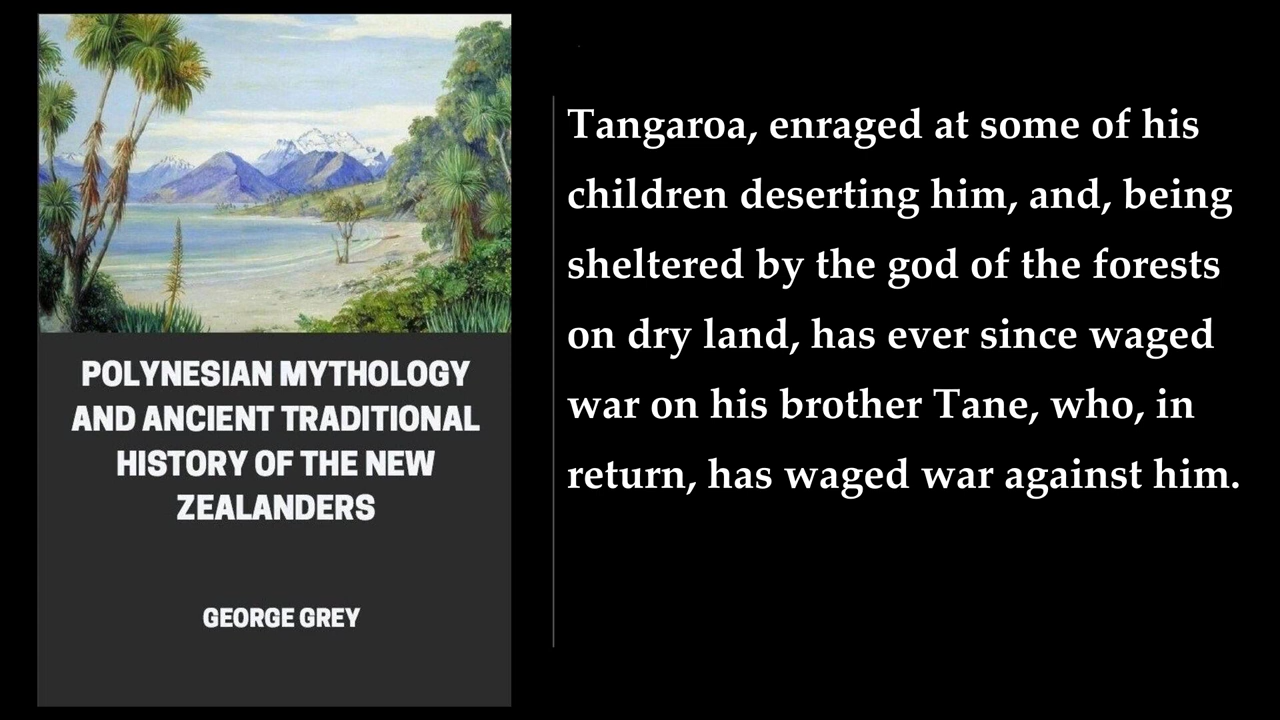 POLYNESIAN MYTHOLOGY
AND ANCIENT TRADITIONAL
HISTORY OF THE NEW
ZEALANDERS
GEORGE GREY
Tangaroa, enraged at some of his
children deserting him, and, being
sheltered by the god of the forests
on dry land, has ever since waged
war on his brother Tane, who, in
return, has waged war against him.